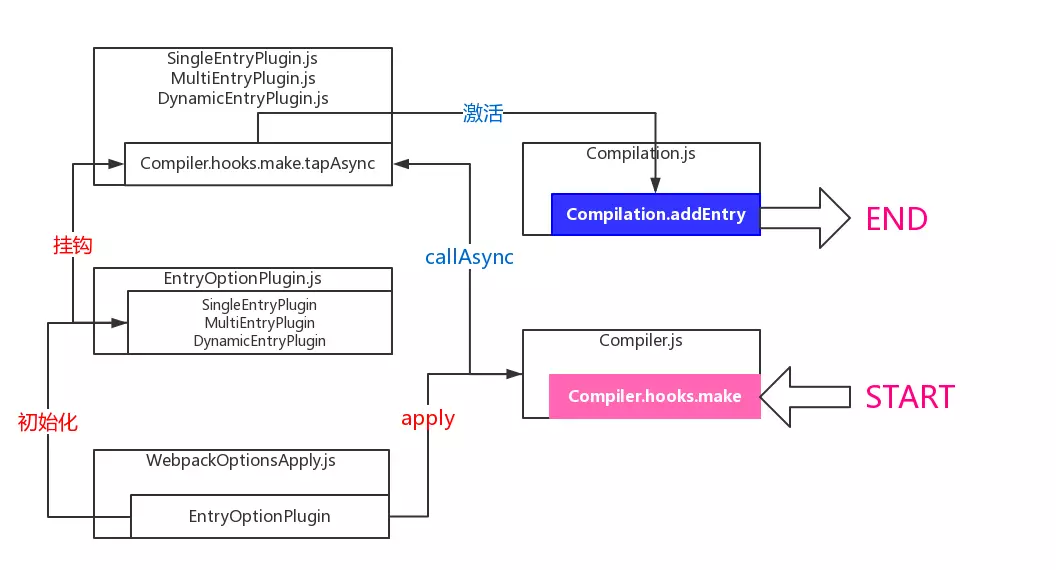 SingleEntryPlugin.js
MultiEntryPlugin.js
DynamicEntryPlugin.js
激活
Compiler.hooks.make.tapAsync
Compilation.js
Compilation.addEntry
END
挂钩
callAsync
EntryOptionPlugin.js
SingleEntryPlugin
MultiEntryPlugin
DynamicEntryPlugin
Compiler.js
Compiler.hooks.make
START
初始化
apply
WebpackOptionsApply.js
EntryOptionPlugin